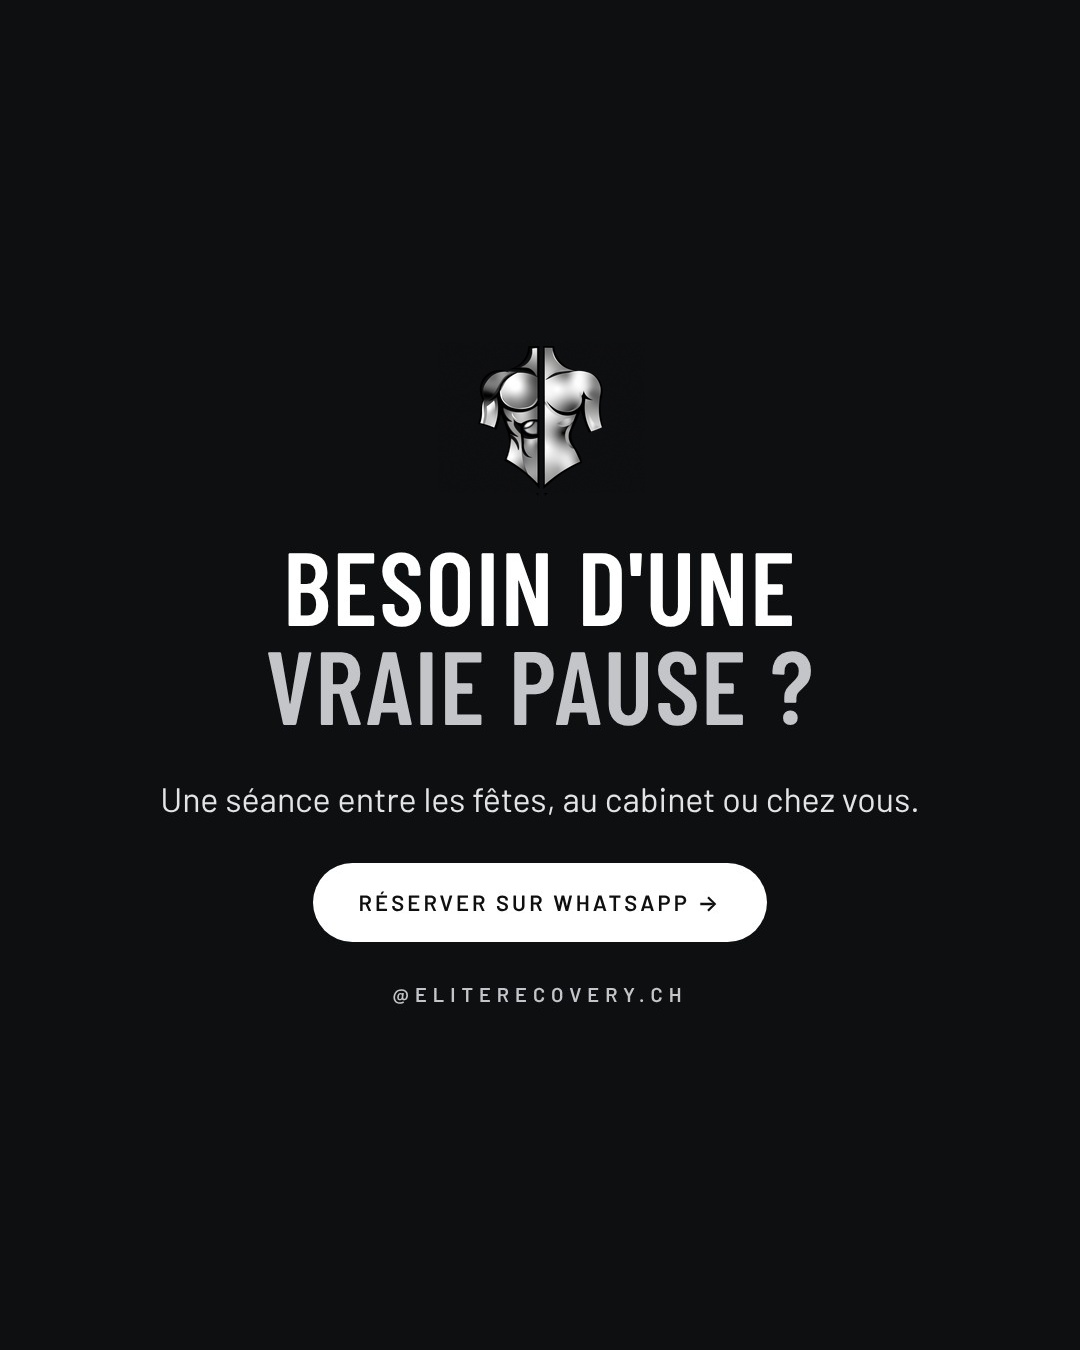 BESOIN D'UNE
VRAIE PAUSE ?
Une séance entre les fêtes, au cabinet ou chez vous.
RÉSERVER SUR WHATSAPP →
@ELITERECOVERY.CH